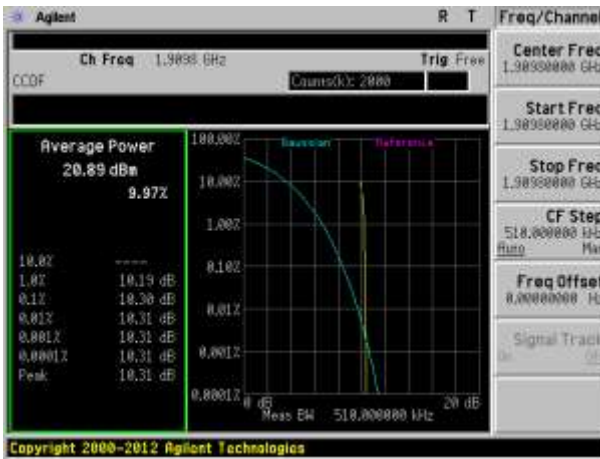 Agilent R T Freq/Channel
Ch Freq 1.9098 GHz Trig Free
CCDF Counts(k): 2000
Average Power
20.89 dBm
9.97%
10.0% ----
1.0% 10.19 dB
0.1% 10.30 dB
0.01% 10.31 dB
0.001% 10.31 dB
0.0001% 10.31 dB
Peak 10.31 dB
Gaussian Reference
100.00%
10.00%
1.00%
0.10%
0.01%
0.001%
0.0001%
0 dB 20 dB
Meas BW 510.000000 kHz
Center Freq
1.90980000 GHz
Start Freq
1.90980000 GHz
Stop Freq
1.90980000 GHz
CF Step
510.000000 kHz
Auto Man
Freq Offset
0.00000000 Hz
Signal Track
Copyright 2000-2012 Agilent Technologies